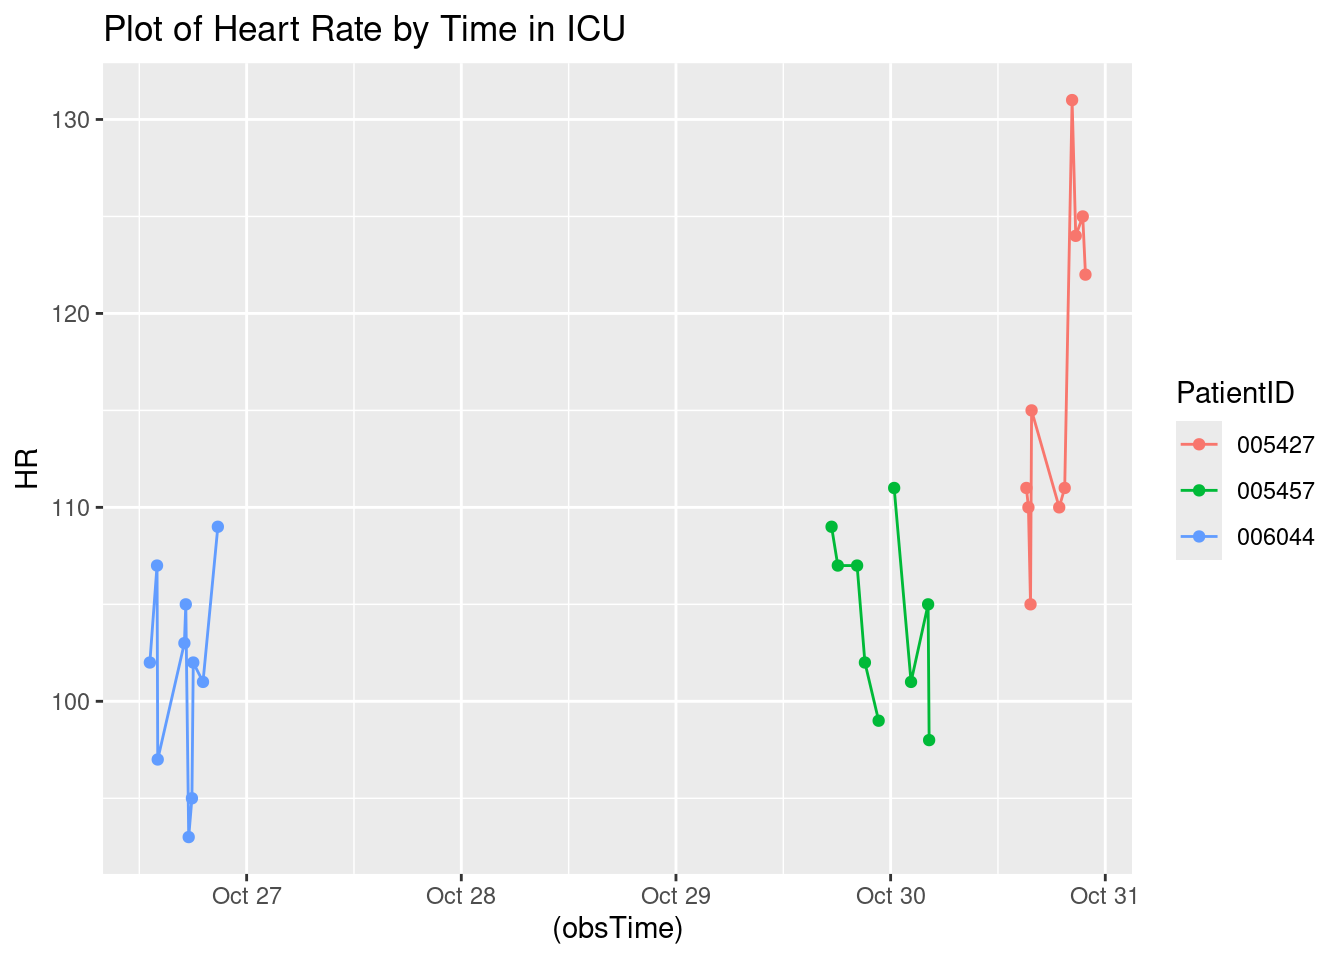 Plot of Heart Rate by Time in ICU
130
120
110
100
HR
Oct 27
Oct 28
Oct 29
Oct 30
Oct 31
(obsTime)
PatientID
005427
005457
006044